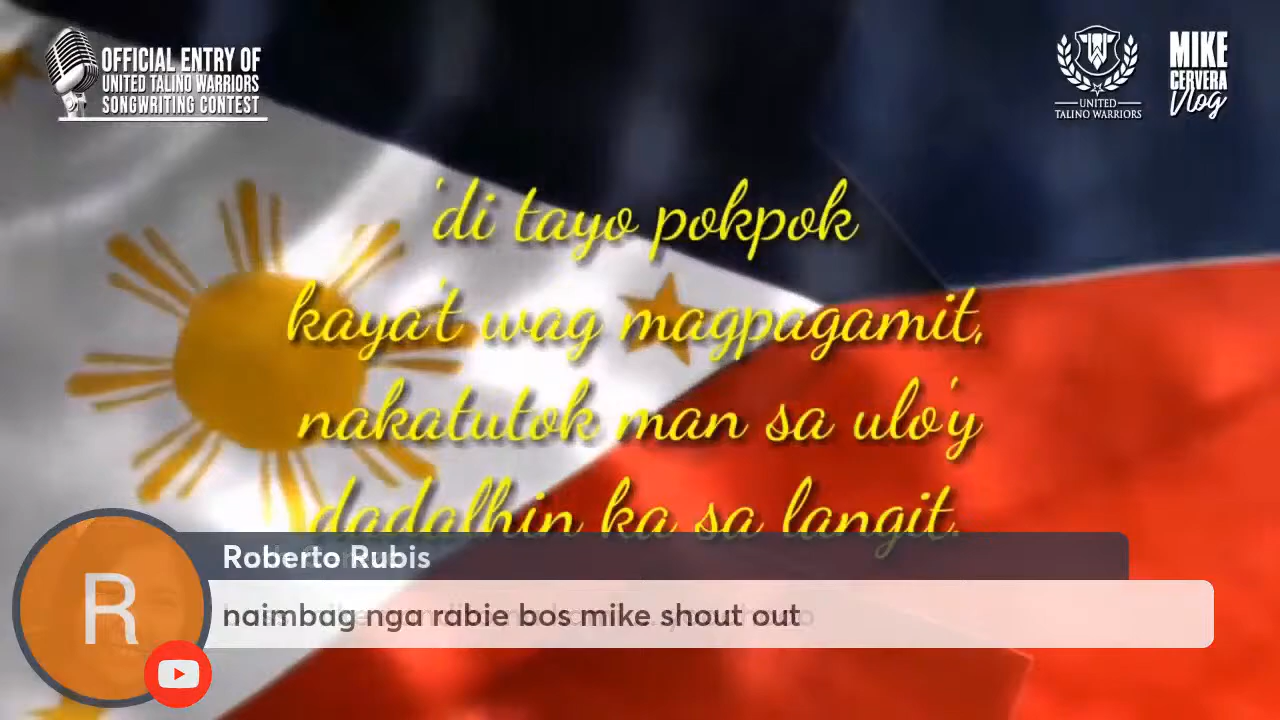 OFFICIAL ENTRY OF
UNITED TALINO WARRIORS
SONGWRITING CONTEST
UNITED
TALINO WARRIORS
MIKE
CERVERA
Vlog
'di tayo pokpok
kaya't wag magpagamit,
nakatutok man sa ulo'y
dadalhin ka sa langit.
R
Roberto Rubis
naimbag nga rabie bos mike shout out